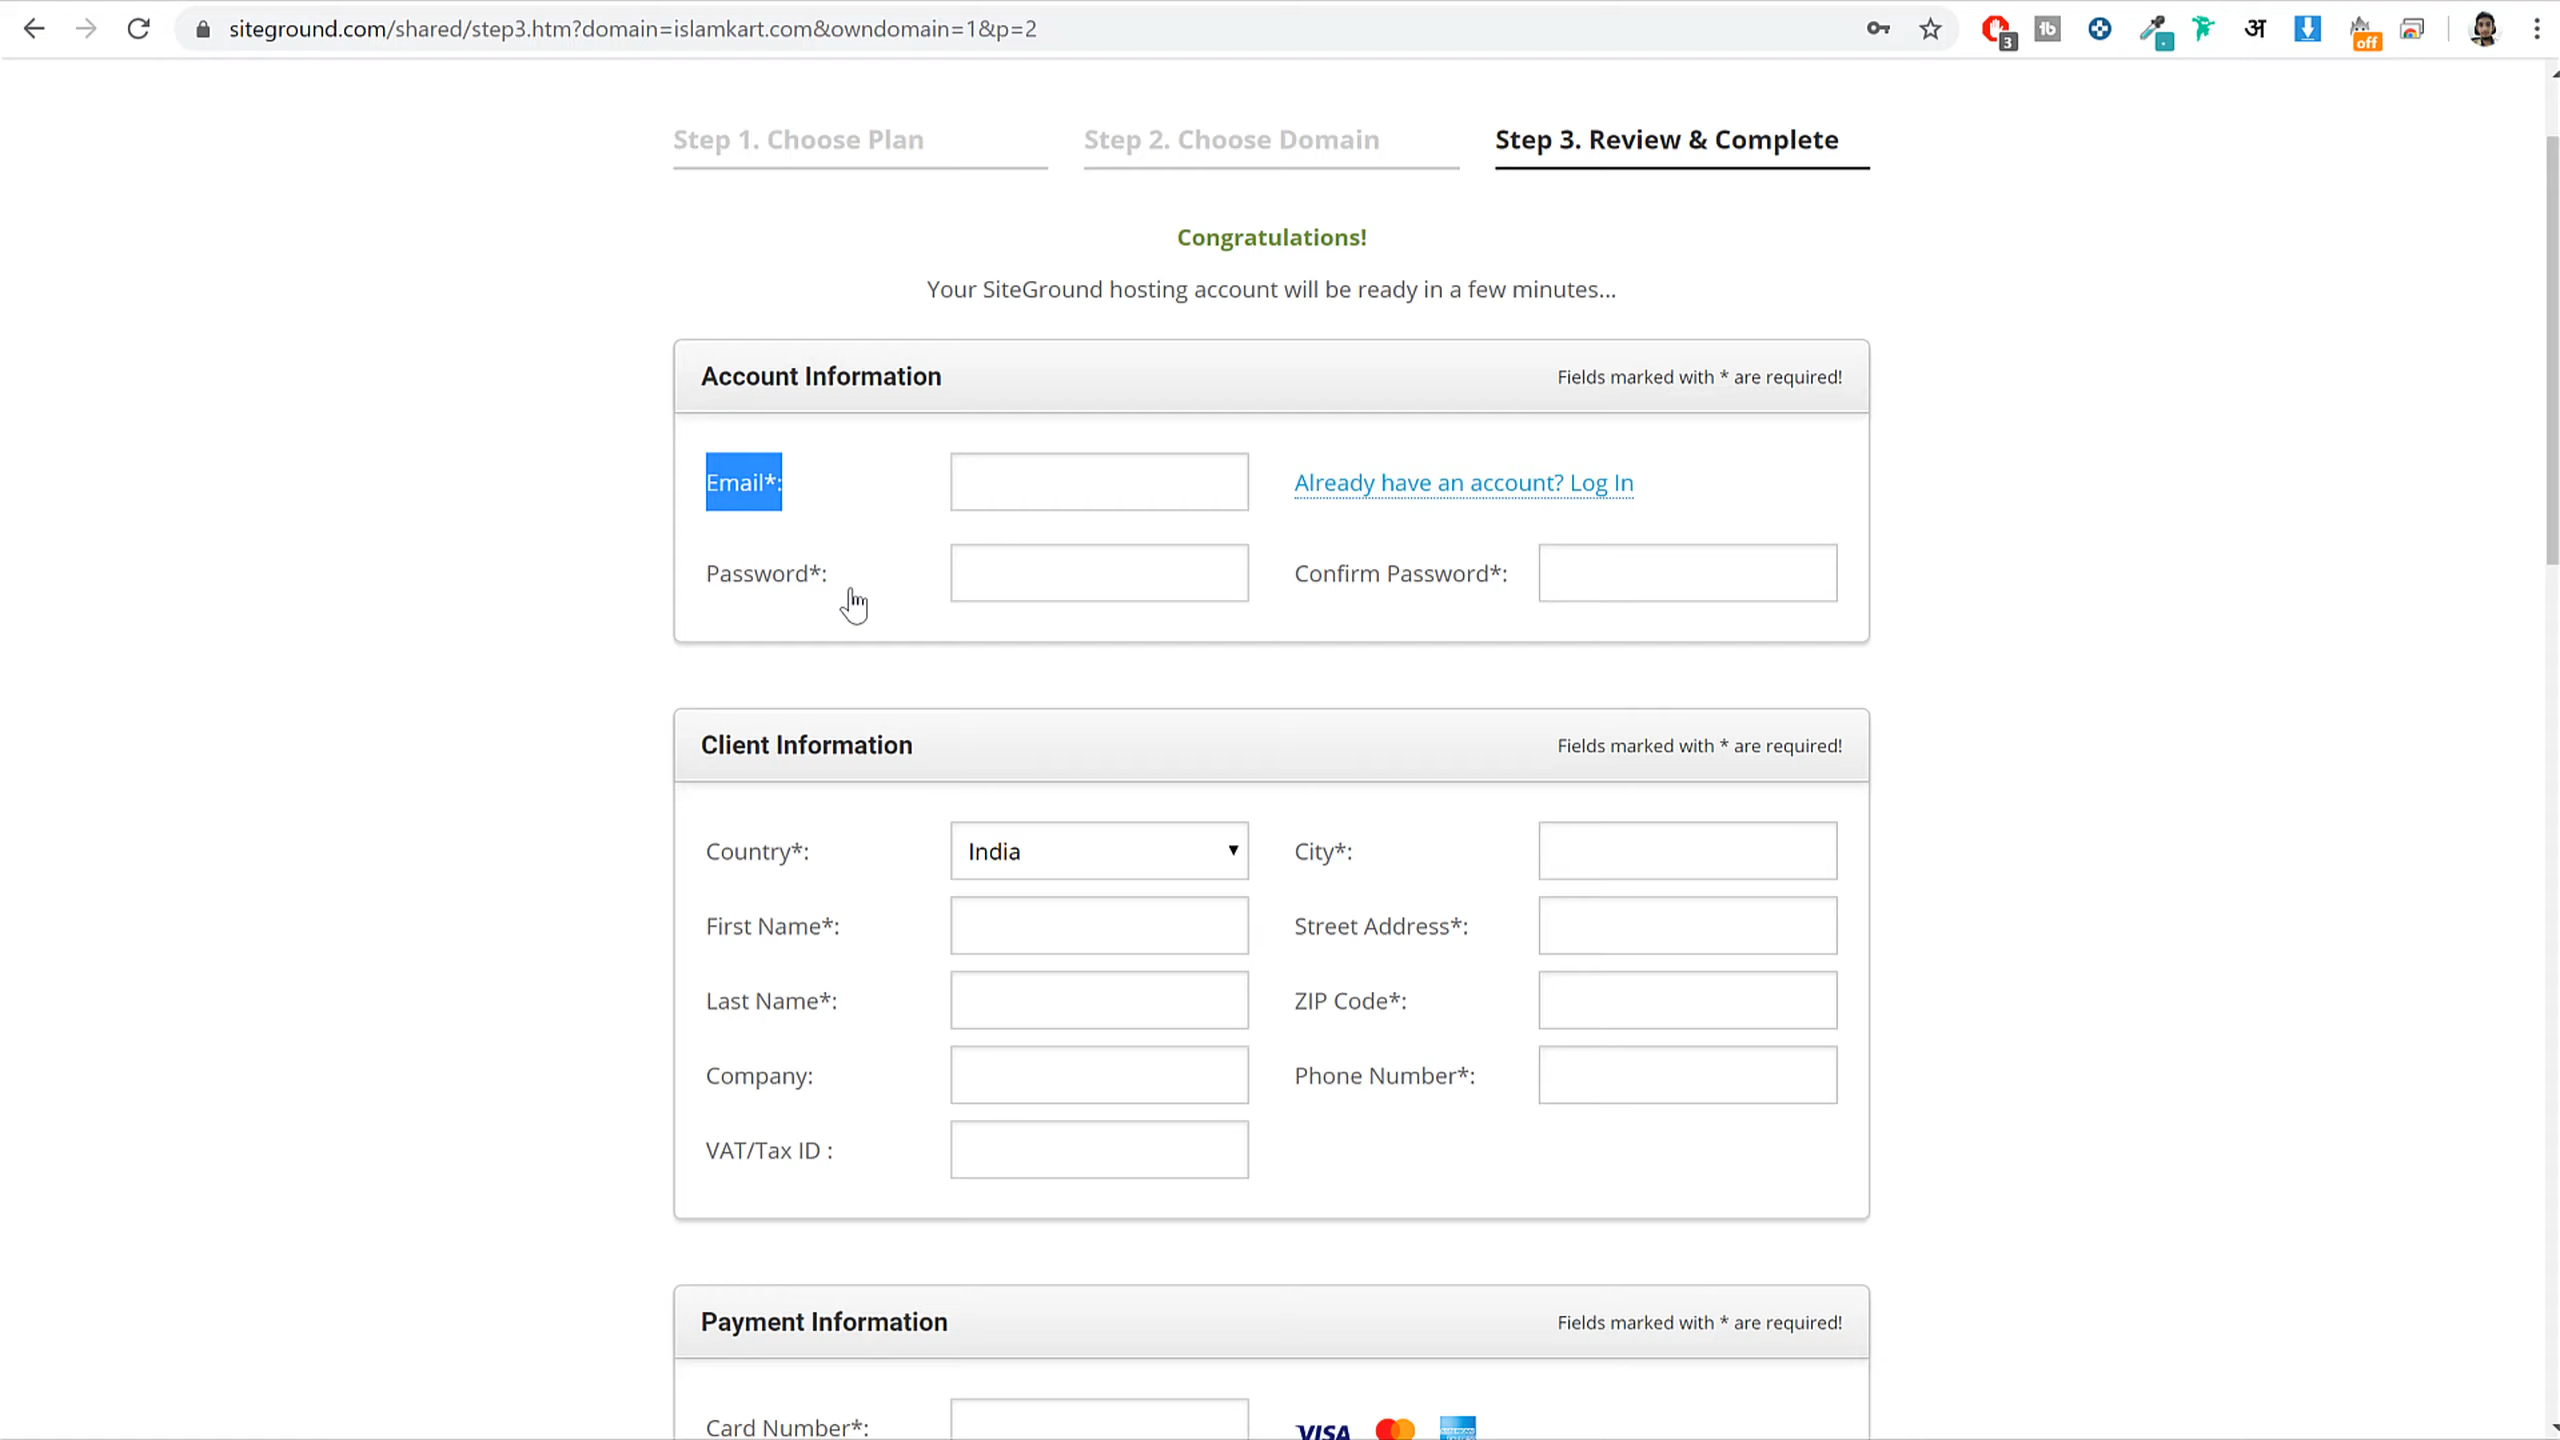 siteground.com/shared/step3.htm?domain=islamkart.com&owndomain=1&p=2
3
tb
अ
off
Step 1. Choose Plan
Step 2. Choose Domain
Step 3. Review & Complete
Congratulations!
Your SiteGround hosting account will be ready in a few minutes...
Account Information
Fields marked with * are required!
Email*:
Already have an account? Log In
Password*:
Confirm Password*:
Client Information
Fields marked with * are required!
Country*:
India
City*:
First Name*:
Street Address*:
Last Name*:
ZIP Code*:
Company:
Phone Number*:
VAT/Tax ID :
Payment Information
Fields marked with * are required!
Card Number*:
VISA